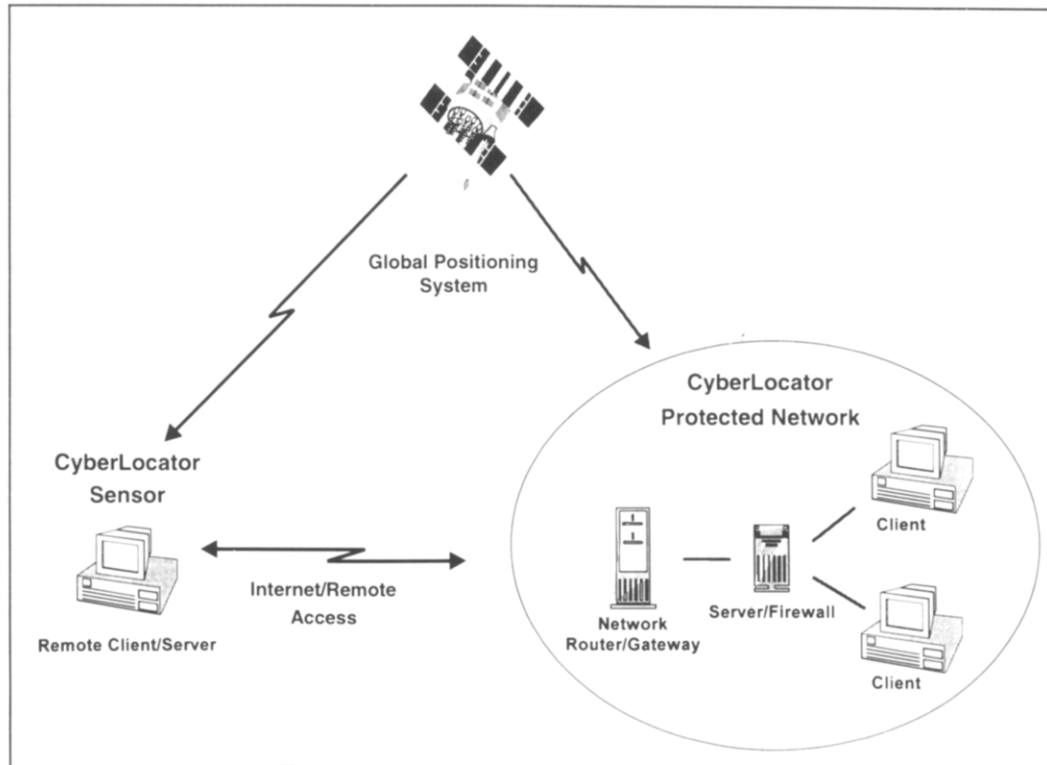 Global Positioning
System
CyberLocator
Protected Network
CyberLocator
Sensor
Client
Internet/Remote
Access
Remote Client/Server
Network
Router/Gateway
Server/Firewall
Client